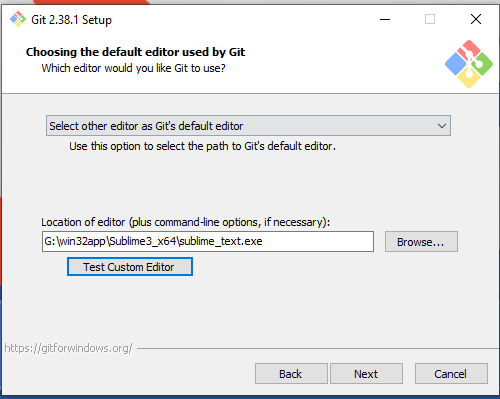 Git 2.38.1 Setup
Choosing the default editor used by Git
Which editor would you like Git to use?
Select other editor as Git's default editor
Use this option to select the path to Git's default editor.
Location of editor (plus command-line options, if necessary):
G:\win32app\Sublime3_x64\sublime_text.exe
Browse...
Test Custom Editor
https://gitforwindows.org/
Back Next Cancel